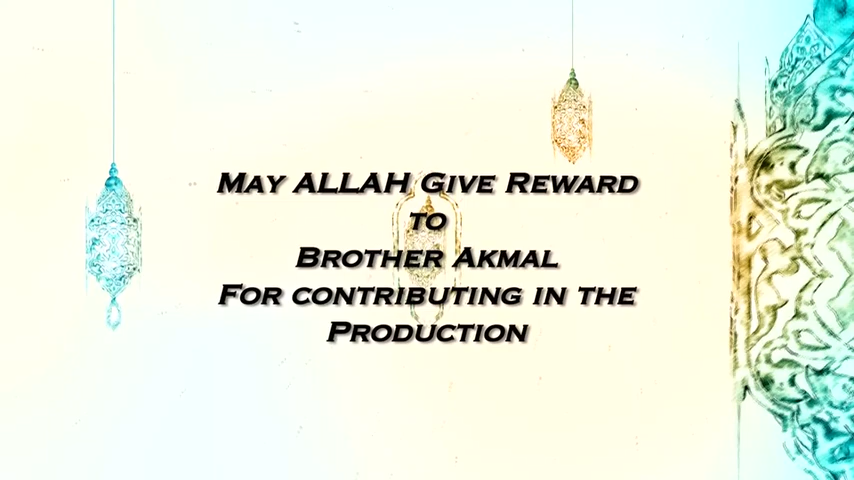 May ALLAH Give Reward
to
Brother Akmal
For contributing in the
Production